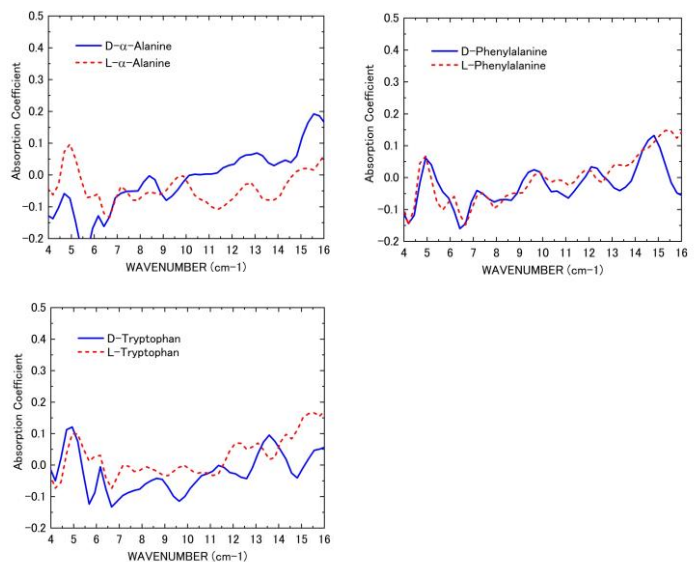 0.5
0.4
0.3
0.2
0.1
0.0
−0.1
−0.2
Absorption Coefficient
D-α-Alanine
L-α-Alanine
4 5 6 7 8 9 10 11 12 13 14 15 16
WAVENUMBER (cm-1)
0.5
0.4
0.3
0.2
0.1
0.0
−0.1
−0.2
Absorption Coefficient
D-Phenylalanine
L-Phenylalanine
4 5 6 7 8 9 10 11 12 13 14 15 16
WAVENUMBER (cm-1)
0.5
0.4
0.3
0.2
0.1
0.0
−0.1
−0.2
Absorption Coefficient
D-Tryptophan
L-Tryptophan
4 5 6 7 8 9 10 11 12 13 14 15 16
WAVENUMBER (cm-1)